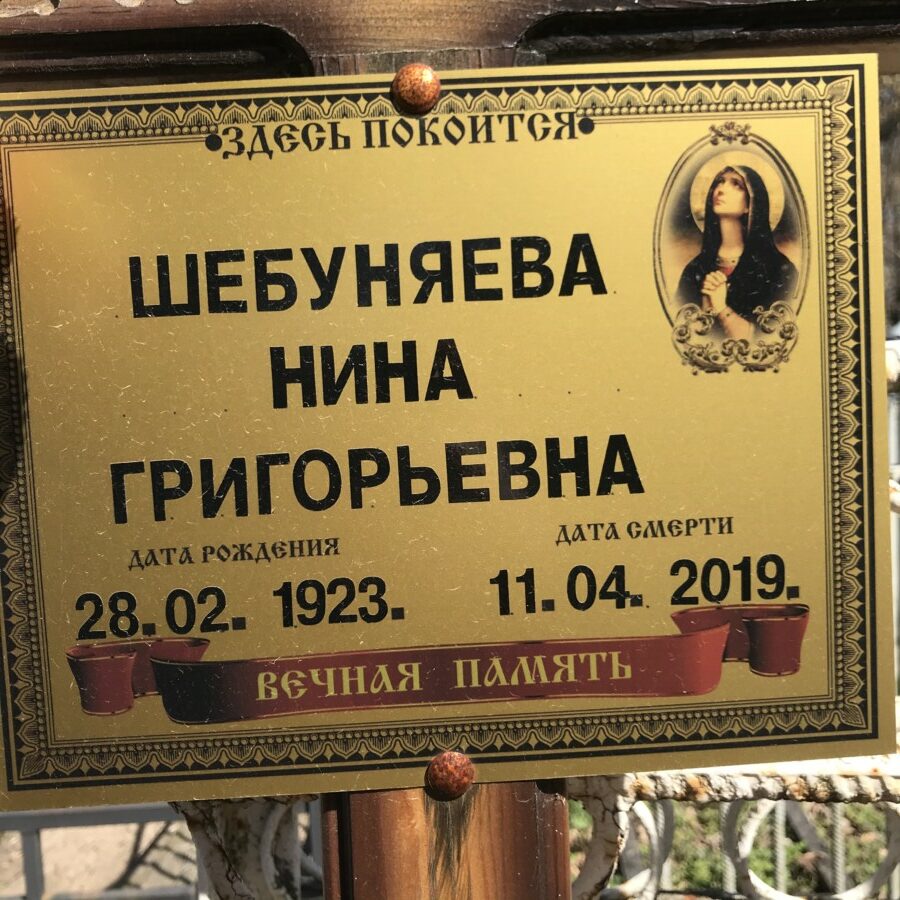 •ЗДЕСЬ ПОКОИТСЯ•
ШЕБУНЯЕВА
НИНА
ГРИГОРЬЕВНА
ДАТА РОЖДЕНИЯ ДАТА СМЕРТИ
28.02. 1923. 11.04. 2019.
ВЕЧНАЯ ПАМЯТЬ